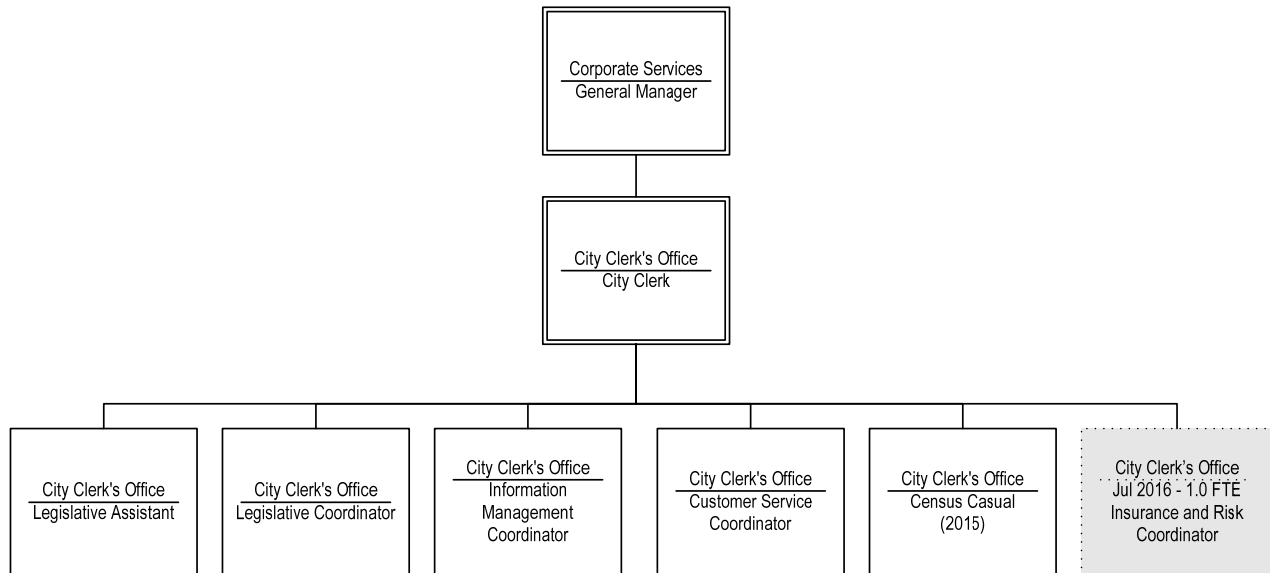 Corporate Services
General Manager
City Clerk's Office
City Clerk
City Clerk's Office
Legislative Assistant
City Clerk's Office
Legislative Coordinator
City Clerk's Office
Information
Management
Coordinator
City Clerk's Office
Customer Service
Coordinator
City Clerk's Office
Census Casual
(2015)
City Clerk’s Office
Jul 2016 - 1.0 FTE
Insurance and Risk
Coordinator